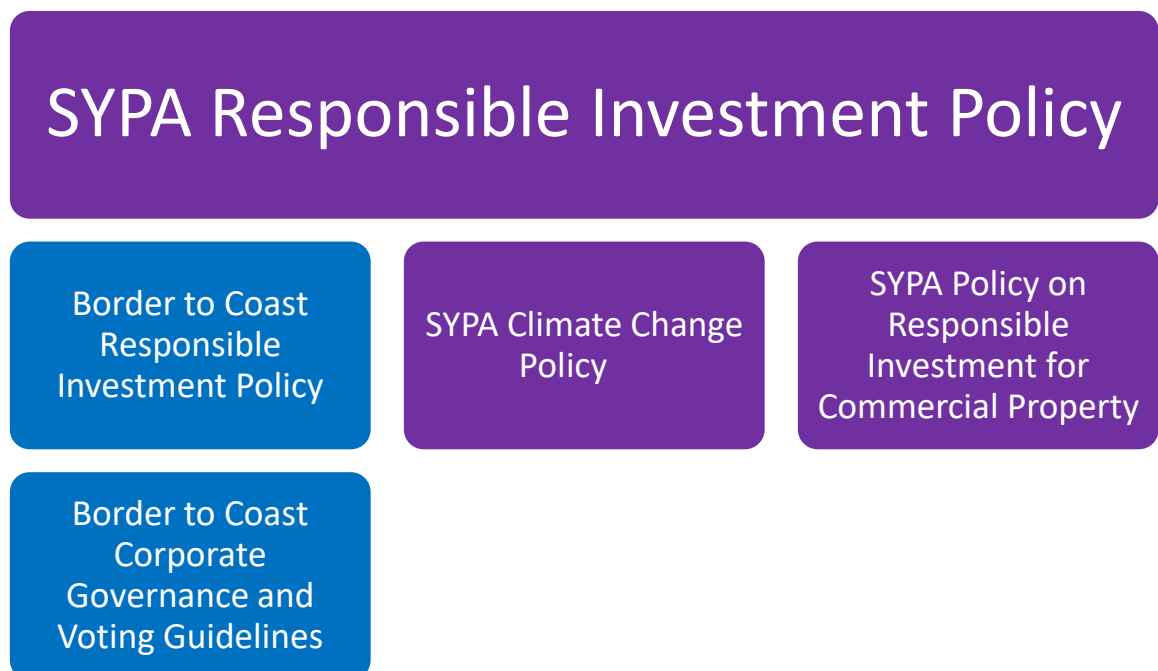 SYPA Responsible Investment Policy
Border to Coast
Responsible
Investment Policy
SYPA Climate Change
Policy
SYPA Policy on
Responsible
Investment for
Commercial Property
Border to Coast
Corporate
Governance and
Voting Guidelines